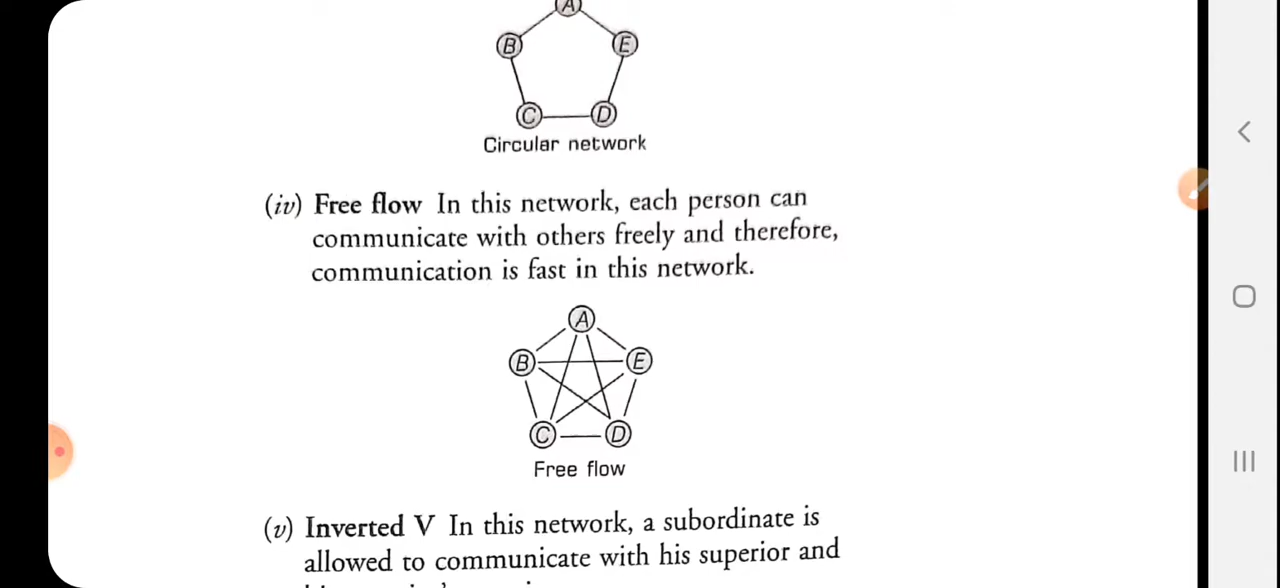 A
B
E
C
D
Circular network
(iv) Free flow In this network, each person can
communicate with others freely and therefore,
communication is fast in this network.
A
B
E
C
D
Free flow
(v) Inverted V In this network, a subordinate is
allowed to communicate with his superior and